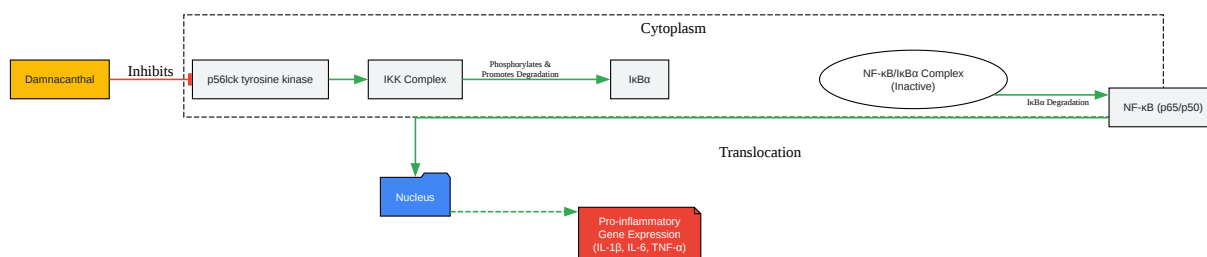 Cytoplasm
Damnacanthal
Inhibits
p56lck tyrosine kinase
IKK Complex
Phosphorylates &
Promotes Degradation
IκBα
NF-κB/IκBα Complex
(Inactive)
IκBα Degradation
NF-κB (p65/p50)
Translocation
Nucleus
Pro-inflammatory
Gene Expression
(IL-1β, IL-6, TNF-α)